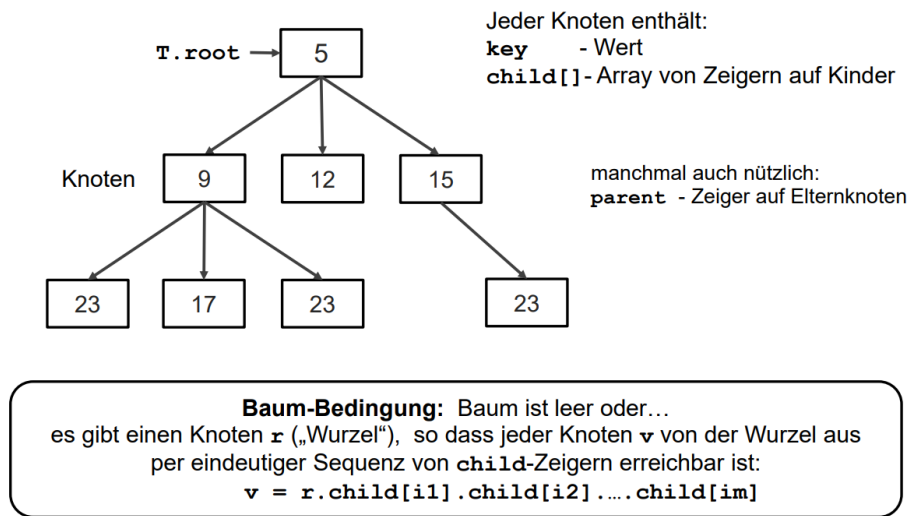 Jeder Knoten enthält:
T.root
5
key - Wert
child[]- Array von Zeigern auf Kinder
Knoten
9
12
15
manchmal auch nützlich:
parent - Zeiger auf Elternknoten
23
17
23
23
Baum-Bedingung: Baum ist leer oder…
es gibt einen Knoten r („Wurzel“), so dass jeder Knoten v von der Wurzel aus
per eindeutiger Sequenz von child-Zeigern erreichbar ist:
v = r.child[i1].child[i2].….child[im]